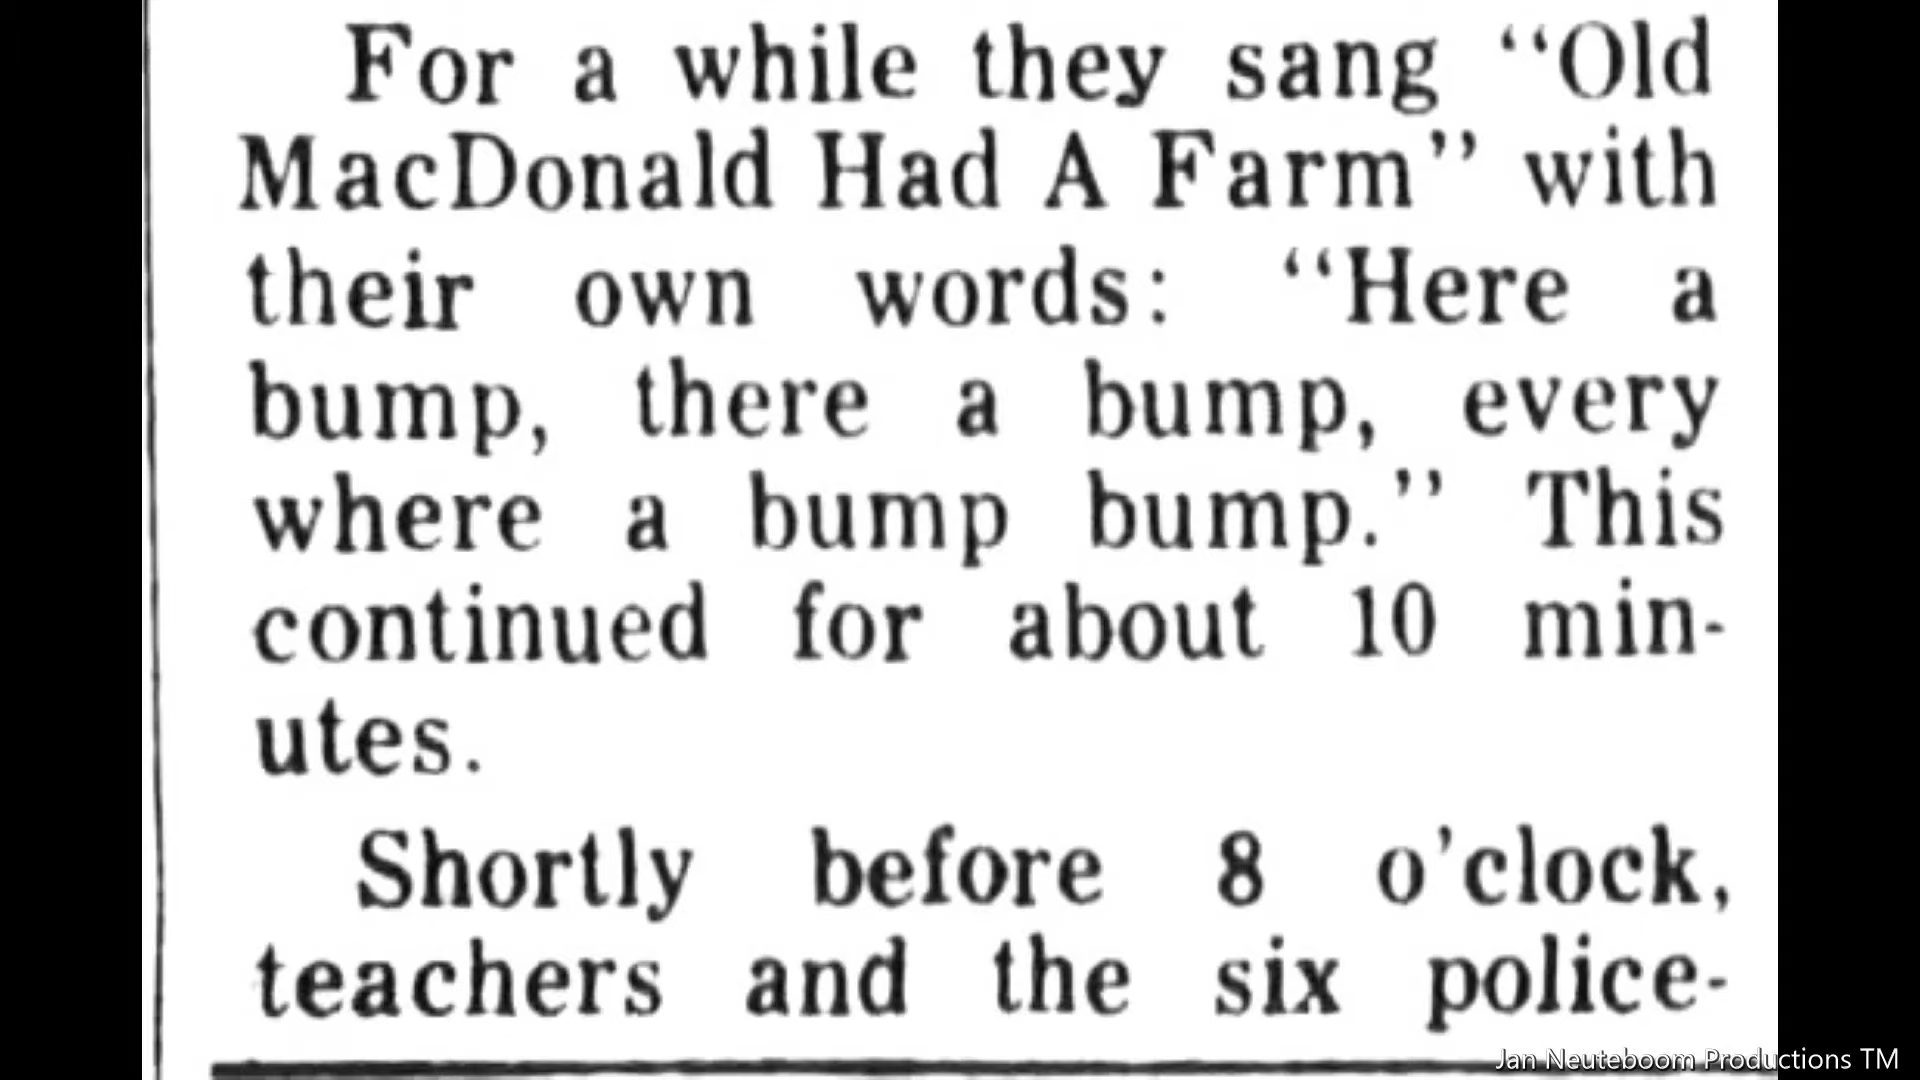 For a while they sang “Old
MacDonald Had A Farm” with
their own words: “Here a
bump, there a bump, every
where a bump bump.” This
continued for about 10 min-
utes.
Shortly before 8 o'clock,
teachers and the six police-
Jan Neuteboom Productions TM